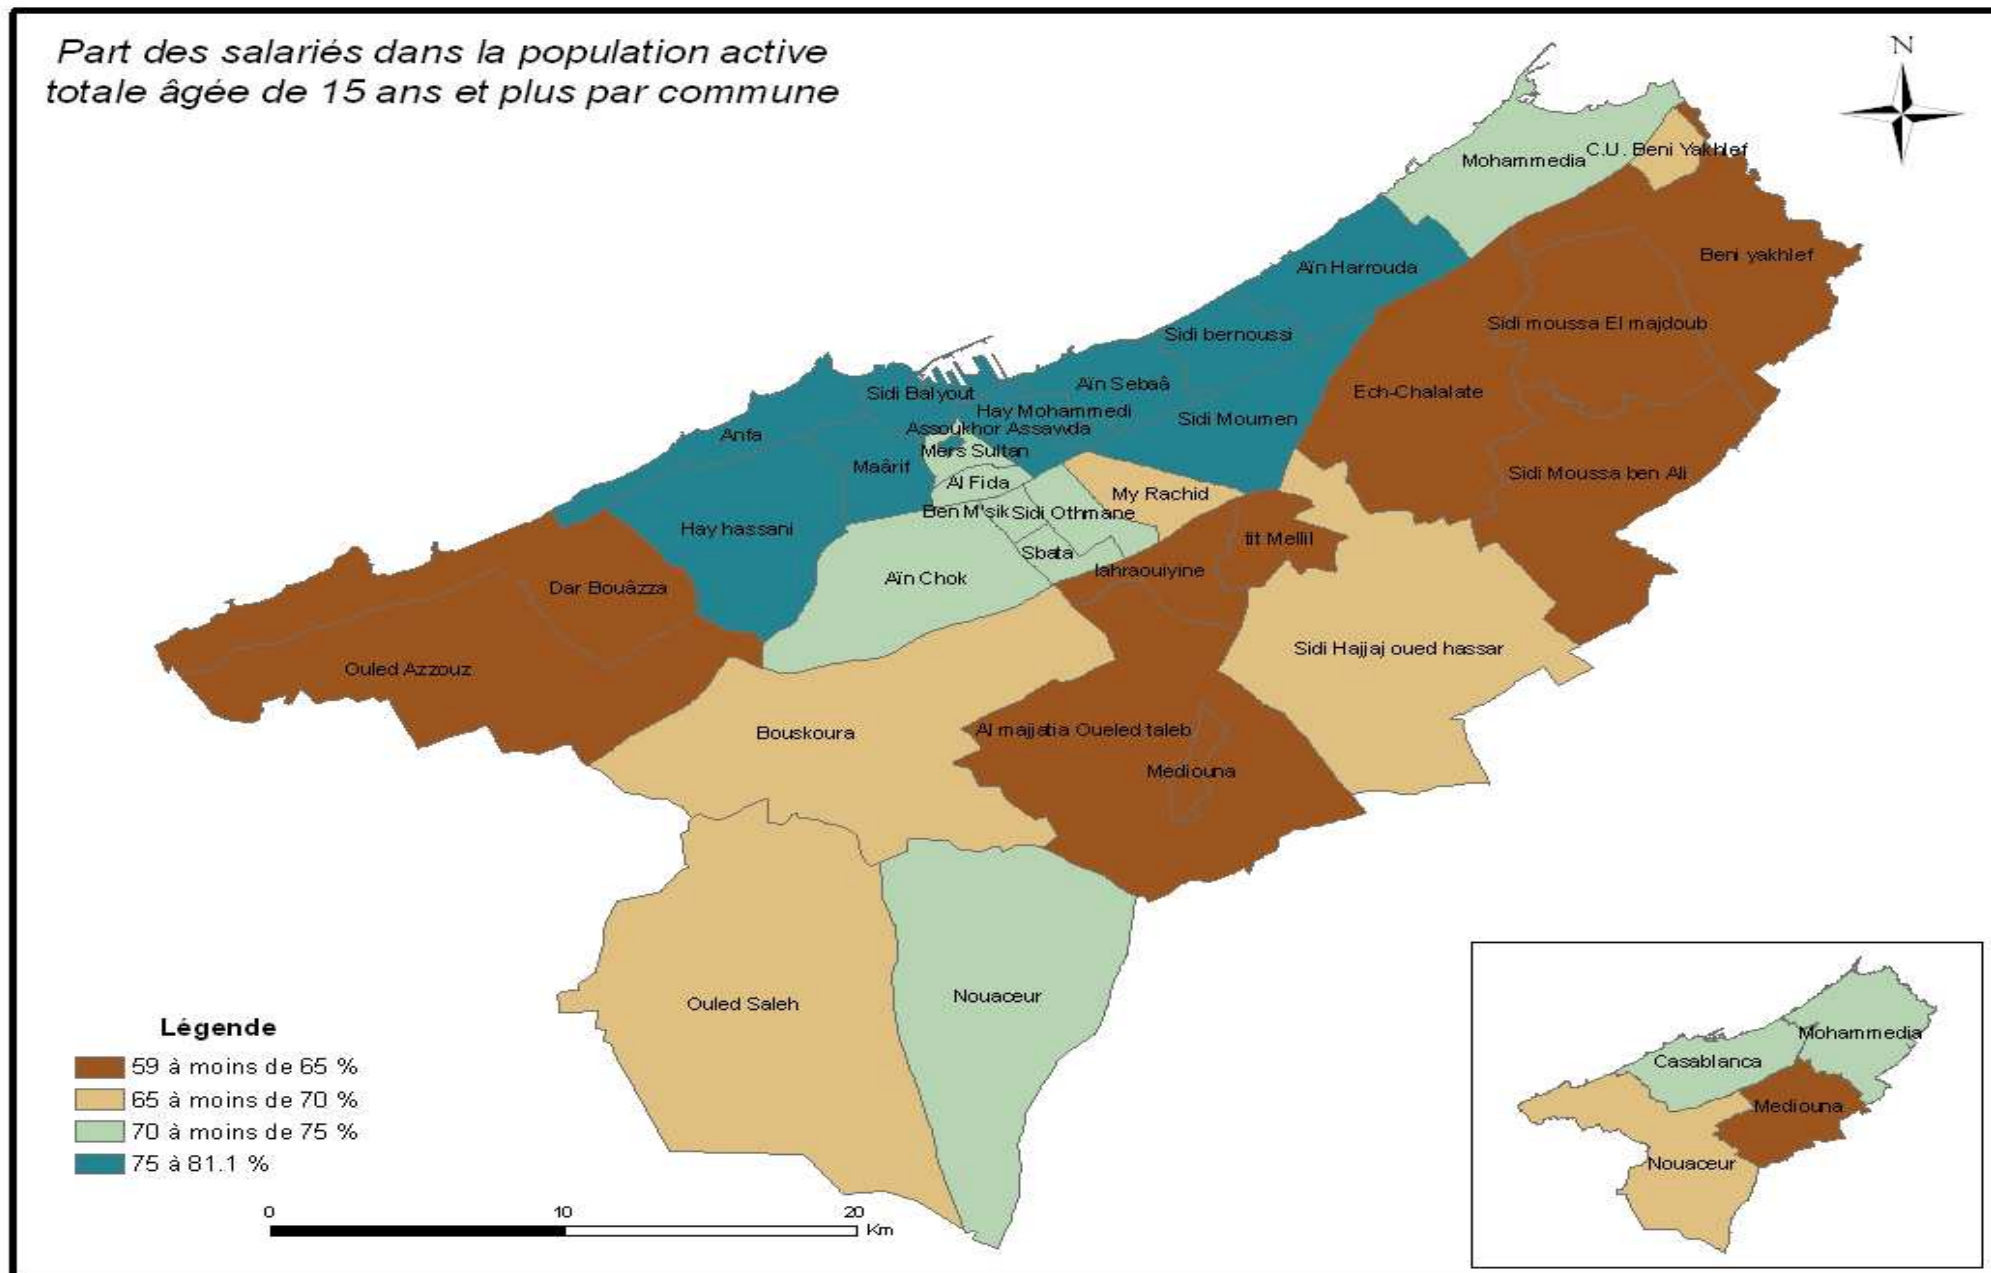 Part des salariés dans la population active
totale âgée de 15 ans et plus par commune
N
Mohammedia
C.U. Beni Yakhlef
Beni yakhlef
Aïn Harrouda
Sidi moussa El majdoub
Sidi bernoussi
Aïn Sebaâ
Ech-Chalalate
Sidi Balyout
Hay Mohammedi
Sidi Moumen
Assoukhor Assawda
Anfa
Mers Sultan
Maârif
Sidi Moussa ben Ali
Al Fida
My Rachid
Ben M'sik
Sidi Othmane
Hay hassani
tit Mellil
Sbata
lahraouiyine
Aïn Chok
Dar Bouâzza
Sidi Hajjaj oued hassar
Ouled Azzouz
Bouskoura
Al majjatia Oueled taleb
Mediouna
Ouled Saleh
Nouaceur
Légende
59 à moins de 65 %
65 à moins de 70 %
70 à moins de 75 %
75 à 81.1 %
0 10 20
Km
Mohammedia
Casablanca
Mediouna
Nouaceur